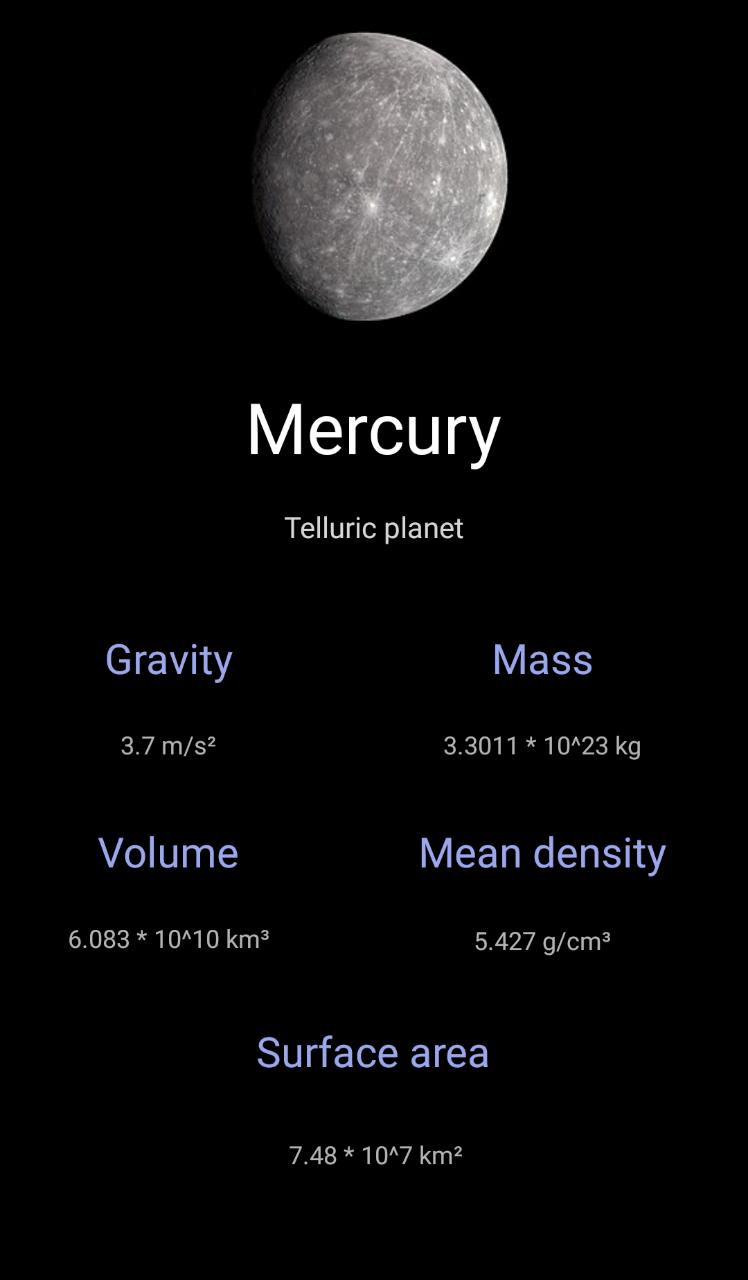 Mercury
Telluric planet
Gravity
Mass
3.7 m/s²
3.3011 * 10^23 kg
Volume
Mean density
6.083 * 10^10 km³
5.427 g/cm³
Surface area
7.48 * 10^7 km²